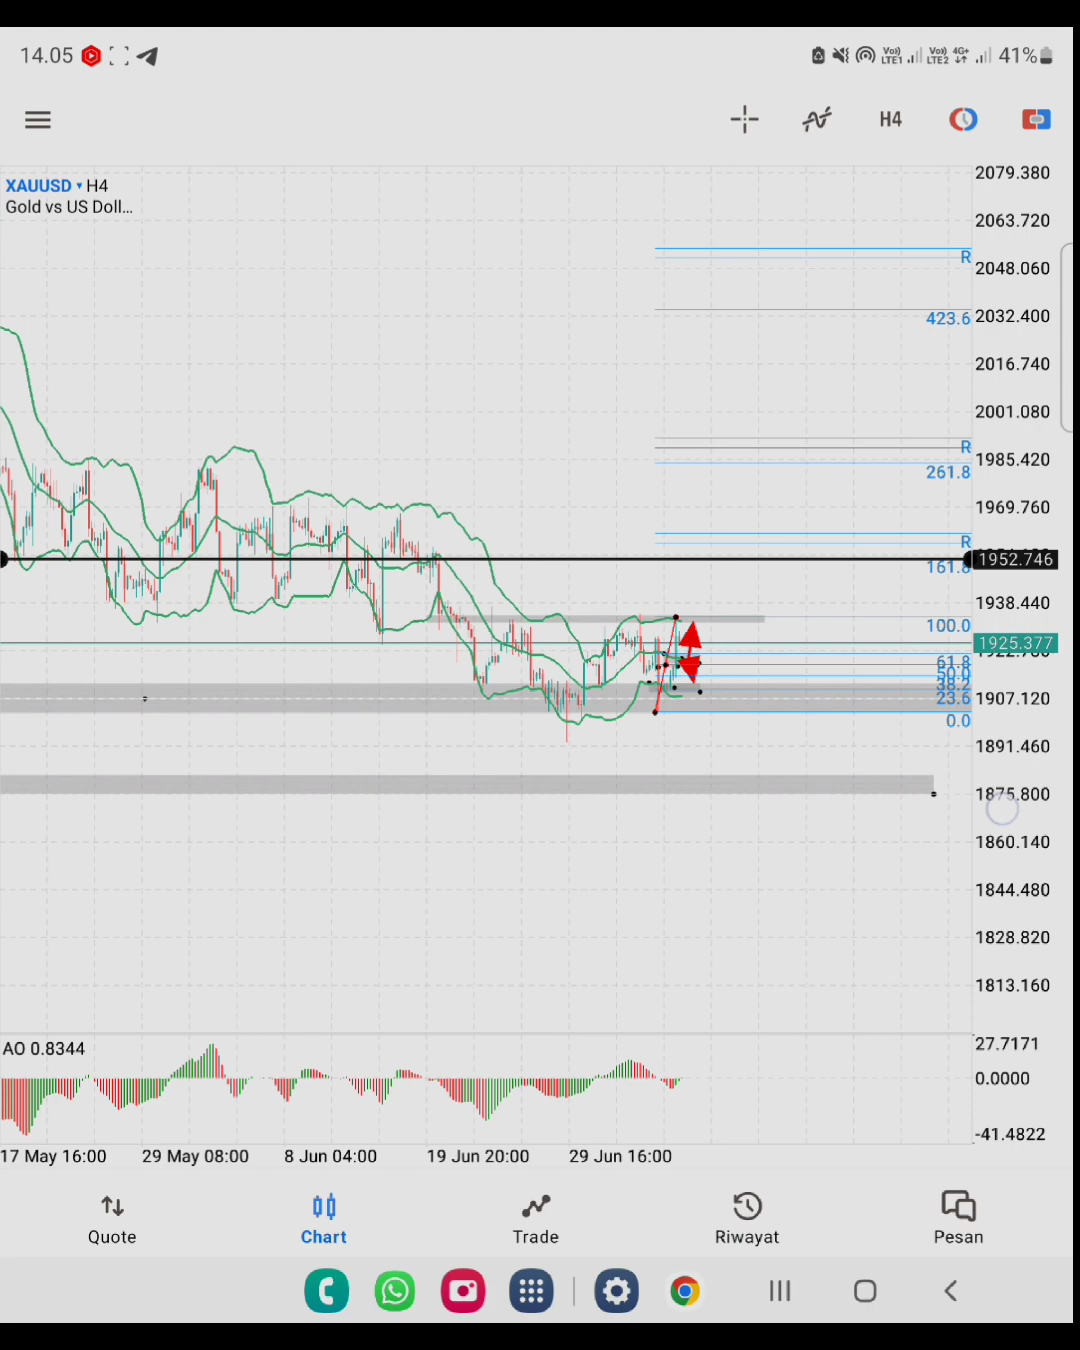 14.05
Vo)) LTE1
Vo)) LTE2
4G+
41%
H4
XAUUSD H4
Gold vs US Doll...
2079.380
2063.720
R
2048.060
423.6
2032.400
2016.740
2001.080
R
1985.420
261.8
1969.760
R
1952.746
161.8
1938.440
100.0
1925.377
61.8
50.0
38.2
23.6
1907.120
0.0
1891.460
1875.800
1860.140
1844.480
1828.820
1813.160
AO 0.8344
27.7171
0.0000
-41.4822
17 May 16:00
29 May 08:00
8 Jun 04:00
19 Jun 20:00
29 Jun 16:00
Quote
Chart
Trade
Riwayat
Pesan